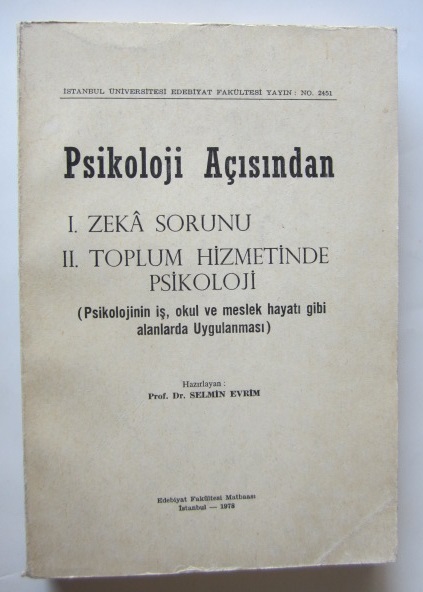 İSTANBUL ÜNİVERSİTESİ EDEBİYAT FAKÜLTESİ YAYIN : NO. 2451
Psikoloji Açısından
I. ZEKÂ SORUNU
II. TOPLUM HİZMETİNDE
PSİKOLOJİ
(Psikolojinin iş, okul ve meslek hayatı gibi
alanlarda Uygulanması)
Hazırlayan :
Prof. Dr. SELMİN EVRİM
Edebiyat Fakültesi Matbaası
İstanbul — 1978